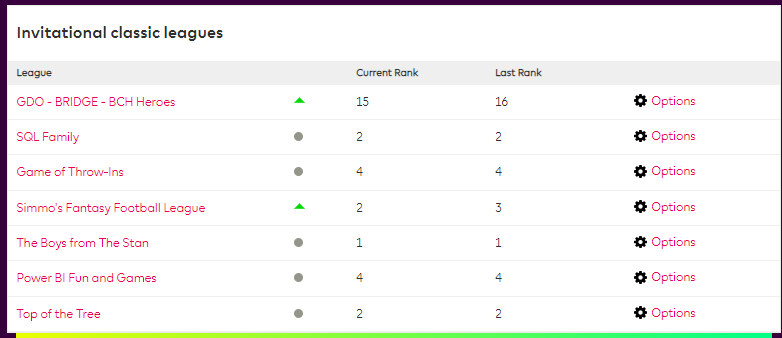 Invitational classic leagues
League Current Rank Last Rank
GDO - BRIDGE - BCH Heroes 15 16 Options
SQL Family 2 2 Options
Game of Throw-Ins 4 4 Options
Simmo's Fantasy Football League 2 3 Options
The Boys from The Stan 1 1 Options
Power BI Fun and Games 4 4 Options
Top of the Tree 2 2 Options